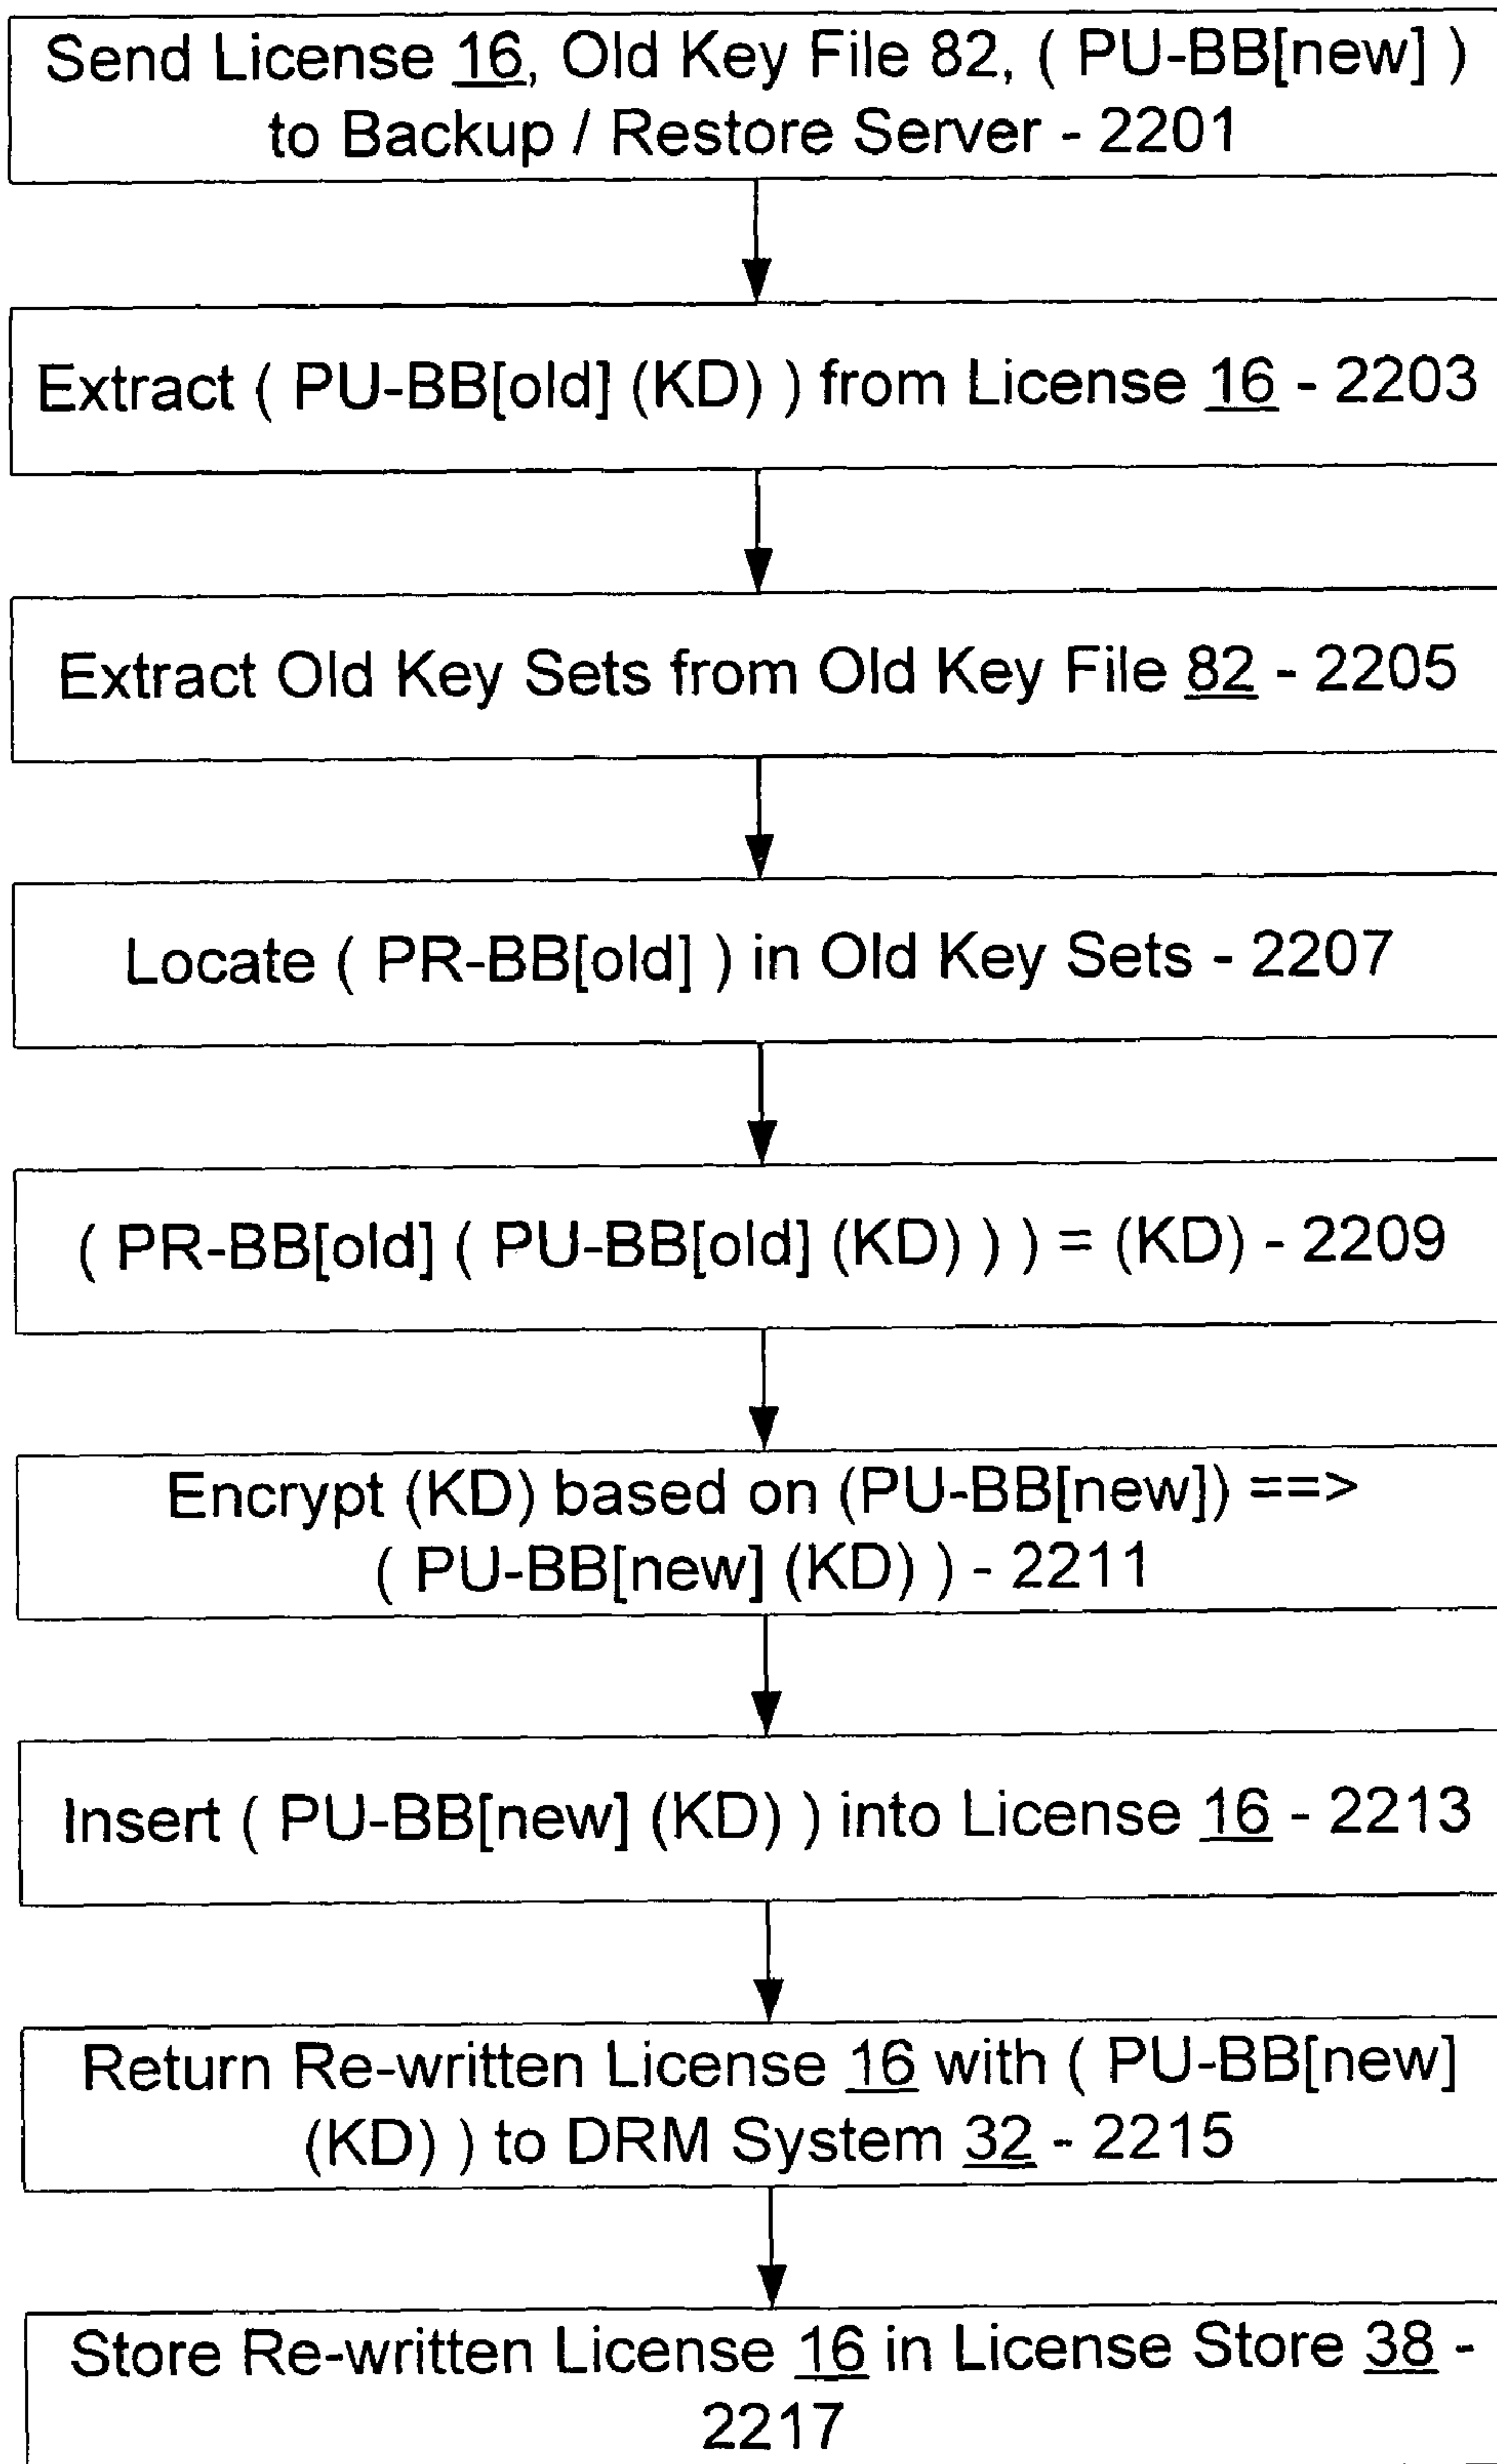 Send License 16, Old Key File 82, ( PU-BB[new] )
to Backup / Restore Server - 2201
Extract ( PU-BB[old] (KD) ) from License 16 - 2203
Extract Old Key Sets from Old Key File 82 - 2205
Locate ( PR-BB[old] ) in Old Key Sets - 2207
( PR-BB[old] ( PU-BB[old] (KD) ) ) = (KD) - 2209
Encrypt (KD) based on (PU-BB[new]) ==>
( PU-BB[new] (KD) ) - 2211
Insert ( PU-BB[new] (KD) ) into License 16 - 2213
Return Re-written License 16 with ( PU-BB[new]
(KD) ) to DRM System 32 - 2215
Store Re-written License 16 in License Store 38 -
2217